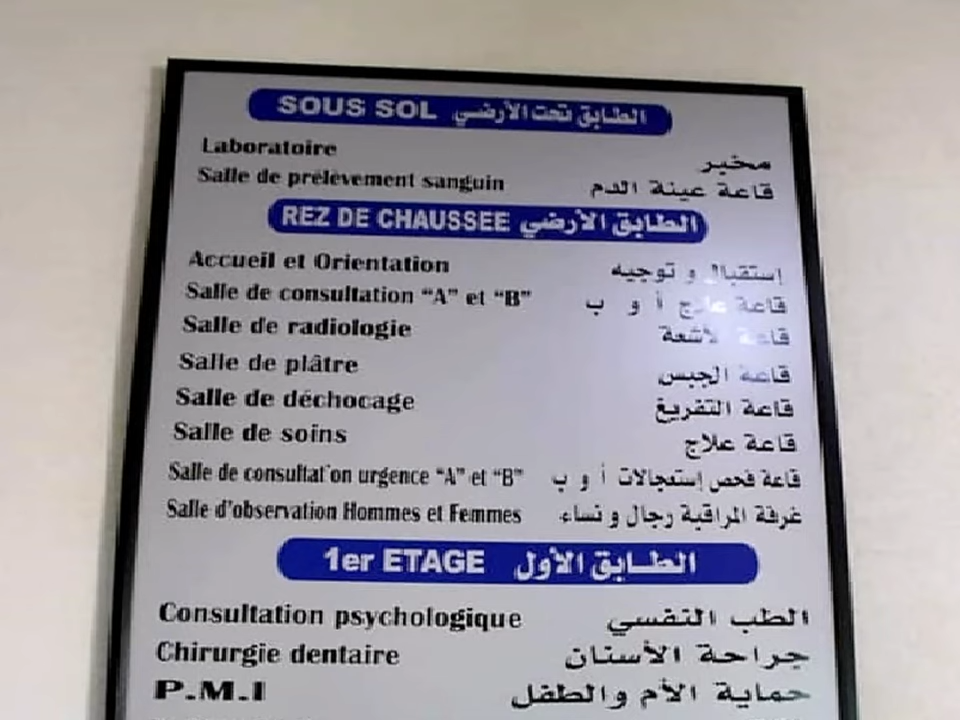 SOUS SOL الطابق تحت الأرضي
Laboratoire مخبر
Salle de prélèvement sanguin قاعة عينة الدم
REZ DE CHAUSSEE الطابق الأرضي
Accueil et Orientation إستقبال و توجيه
Salle de consultation “A” et “B” قاعة علاج أ و ب
Salle de radiologie قاعة لأشعة
Salle de plâtre قاعة الجبس
Salle de déchocage قاعة التفريغ
Salle de soins قاعة علاج
Salle de consultat on urgence “A” et “B” قاعة فحص إستعجالات أ و ب
Salle d'observation Hommes et Femmes غرفة المراقبة رجال و نساء
1er ETAGE الطابق الأول
Consultation psychologique الطب النفسي
Chirurgie dentaire جراحة الأسنان
P.M.I حماية الأم والطفل